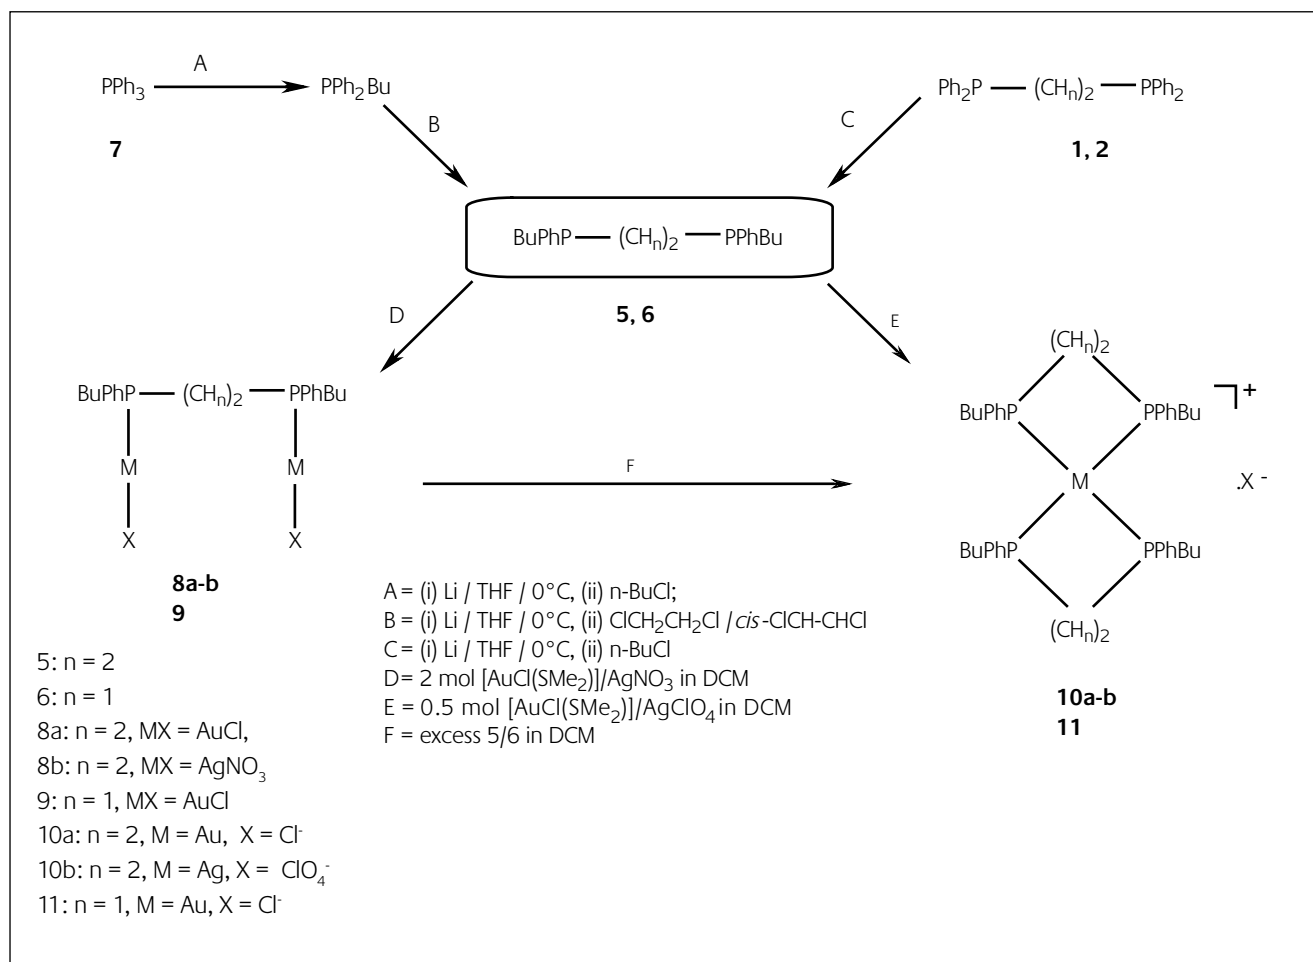 A
PPh3
PPh2Bu
7
B
C
Ph2P
(CHn)2
PPh2
1, 2
BuPhP
(CHn)2
PPhBu
5, 6
D
E
BuPhP
(CHn)2
PPhBu
M
M
X
X
8a-b
9
F
(CHn)2
BuPhP
PPhBu
+
M
.X -
BuPhP
PPhBu
(CHn)2
10a-b
11
A = (i) Li / THF / 0°C, (ii) n-BuCl;
B = (i) Li / THF / 0°C, (ii) ClCH2CH2Cl / cis-ClCH-CHCl
C = (i) Li / THF / 0°C, (ii) n-BuCl
D= 2 mol [AuCl(SMe2)]/AgNO3 in DCM
E = 0.5 mol [AuCl(SMe2)]/AgClO4 in DCM
F = excess 5/6 in DCM
5: n = 2
6: n = 1
8a: n = 2, MX = AuCl,
8b: n = 2, MX = AgNO3
9: n = 1, MX = AuCl
10a: n = 2, M = Au, X = Cl-
10b: n = 2, M = Ag, X = ClO4-
11: n = 1, M = Au, X = Cl-